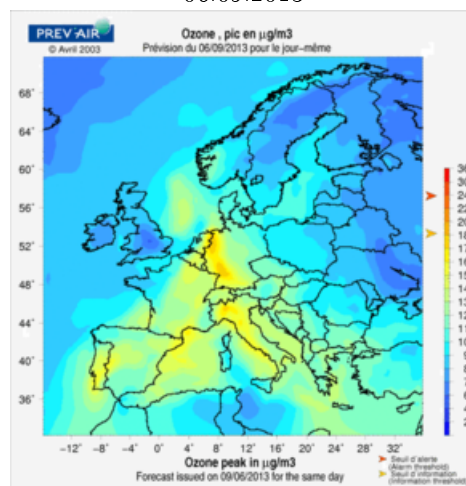 PREV'AIR
© Avril 2003
Ozone , pic en µg/m3
Prévision du 06/09/2013 pour le jour-même
68°
64°
60°
56°
52°
48°
44°
40°
36°
-12° -8° -4° 0° 4° 8° 12° 16° 20° 24° 28° 32°
Ozone peak in µg/m3
Forecast issued on 09/06/2013 for the same day
Seuil d'alerte
(Alarm threshold)
Seuil d'information
(Information threshold)